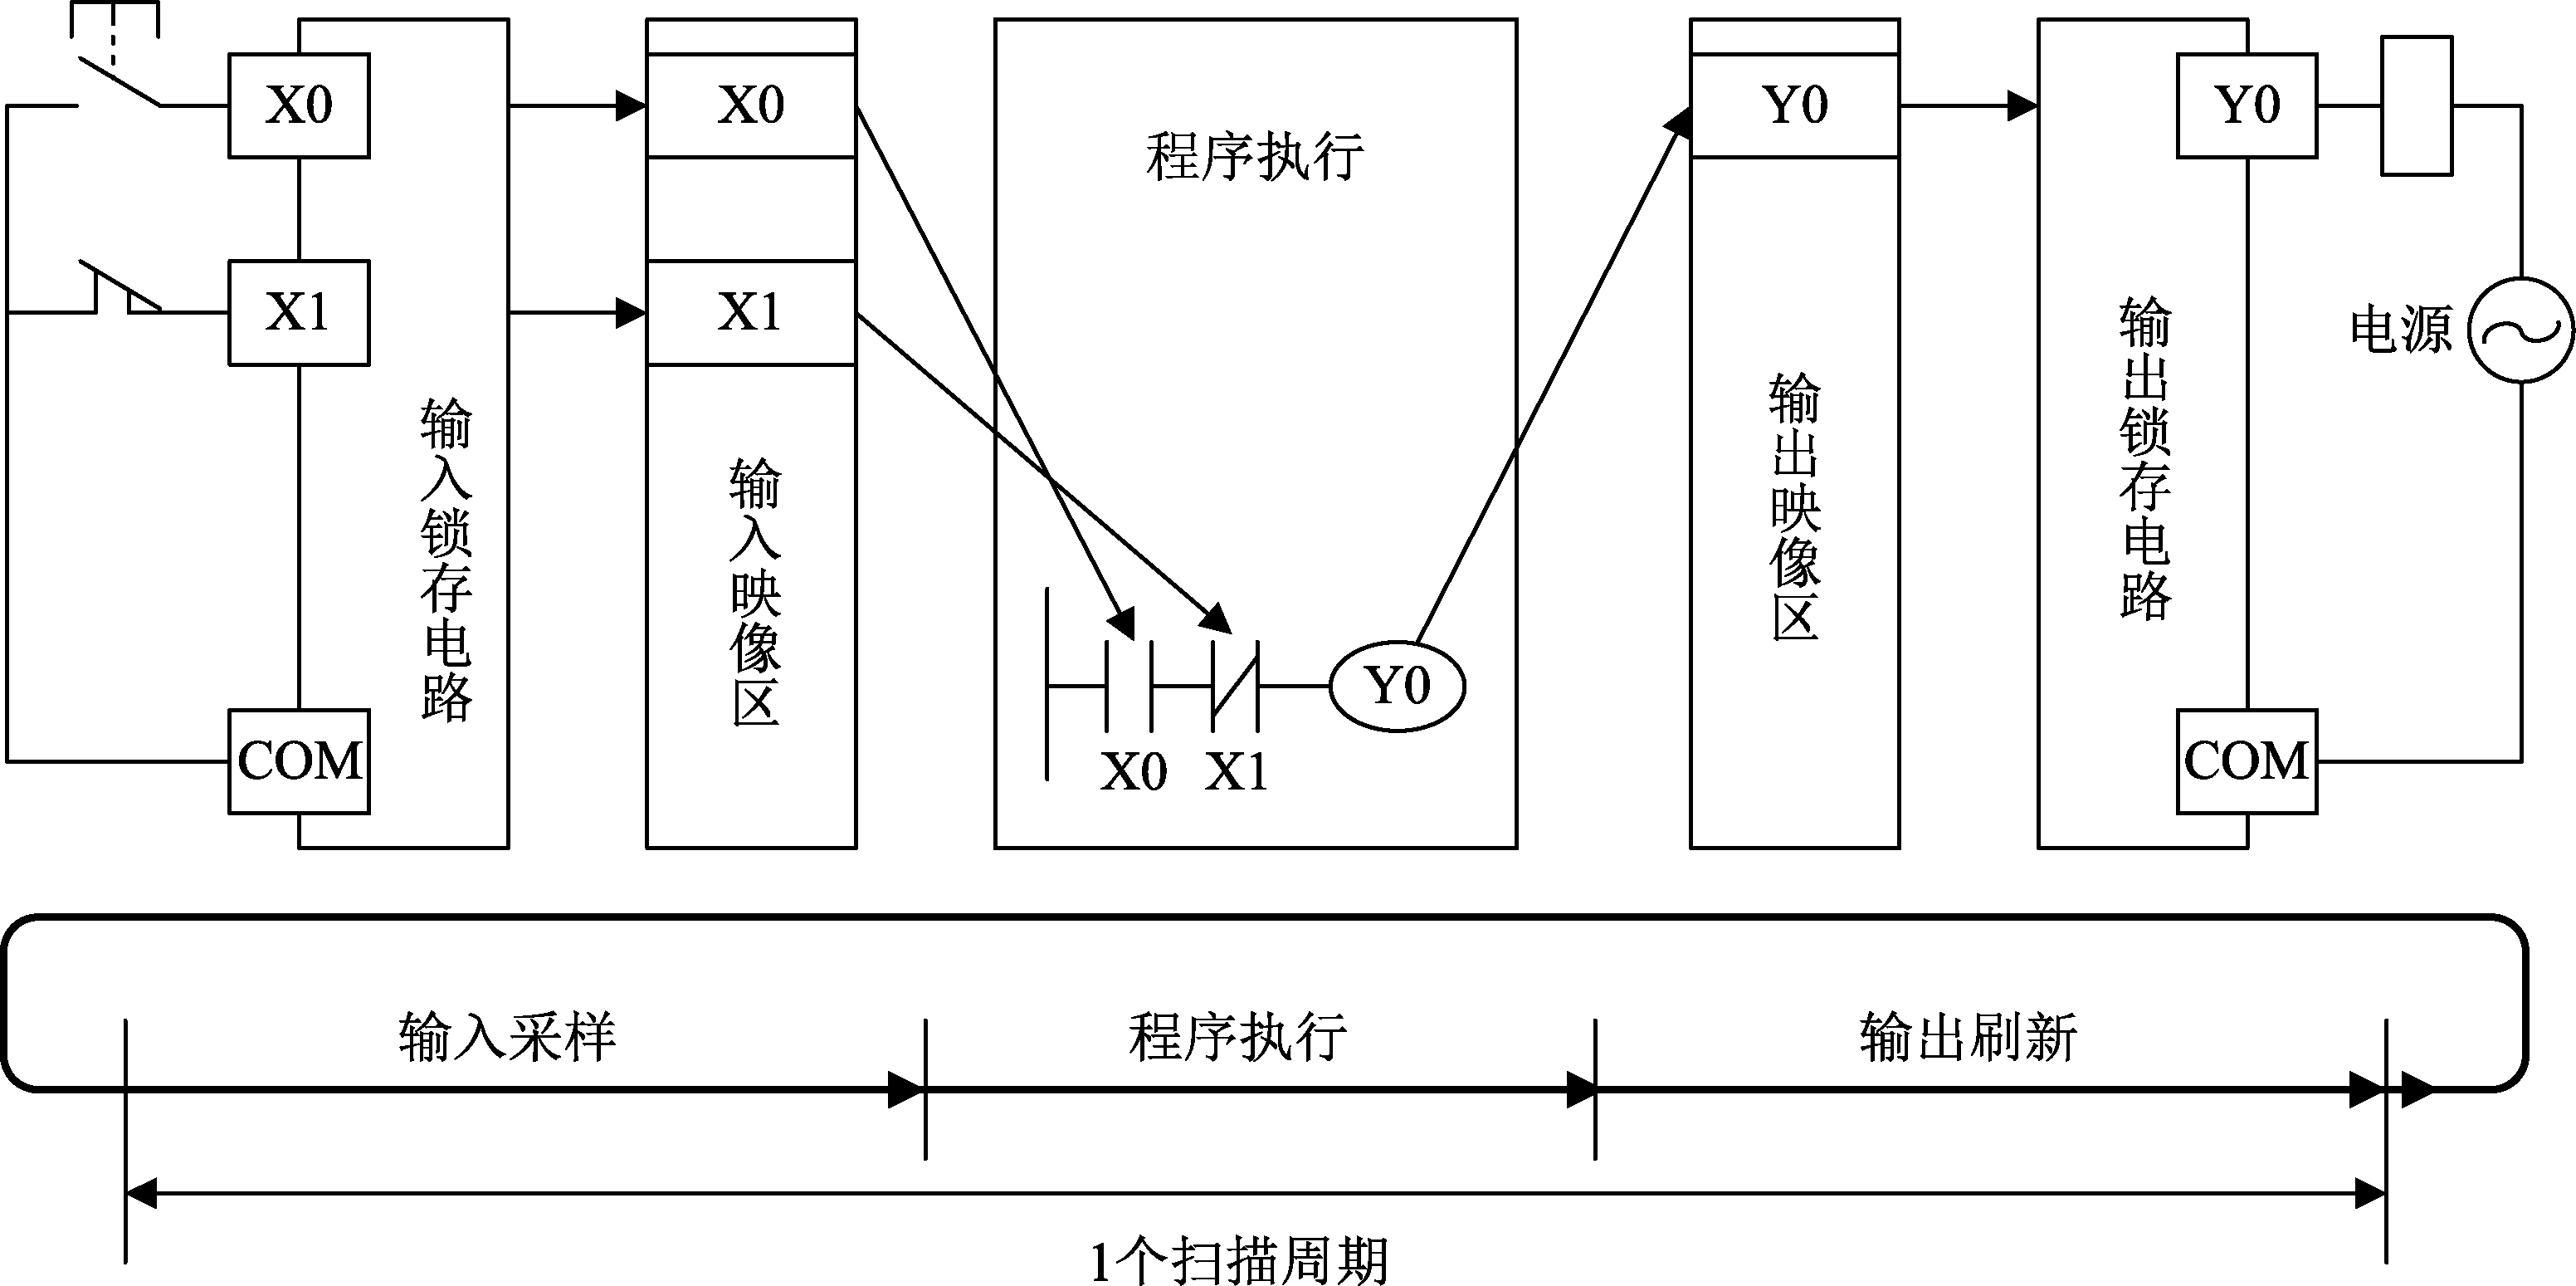 X0
X1
COM
输入锁存电路
X0
X1
输入映像区
程序执行
X0
X1
Y0
Y0
输出映像区
Y0
输出锁存电路
COM
电源
输入采样
程序执行
输出刷新
1个扫描周期